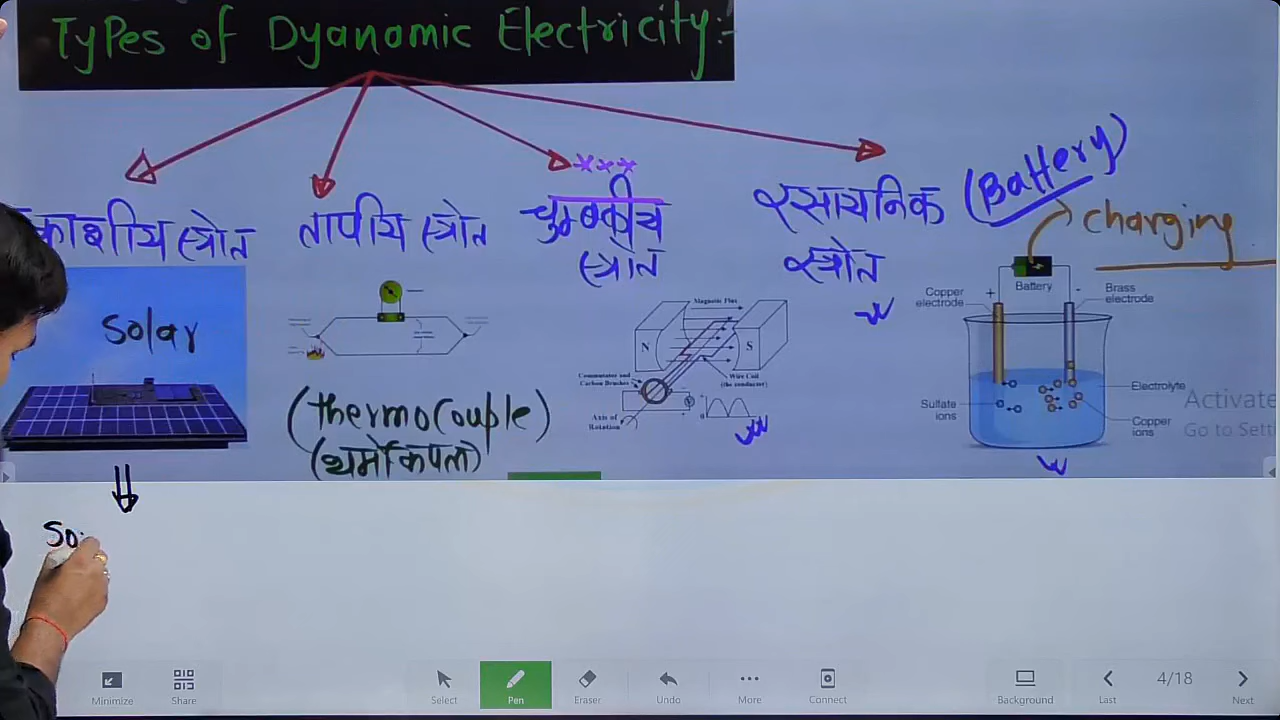 Types of Dyanomic Electricity:-
काशीय स्त्रोत
तापीय स्त्रोत
***
चुम्बकीय
स्त्रोत
रसायनिक (Battery)
स्त्रोत
charging
Solar
(thermocouple)
(थर्मोकपल)
Magnetic Flux
N
S
Commutator and
Carbon Brushes
Wire Coil
(the conductor)
Axis of
Rotation
+
0
Battery
Copper
electrode
+
-
Brass
electrode
Electrolyte
Sulfate
ions
Copper
ions
Activate
Go to Setti
So
Minimize
Share
Select
Pen
Eraser
Undo
More
Connect
Background
Last
4/18
Next